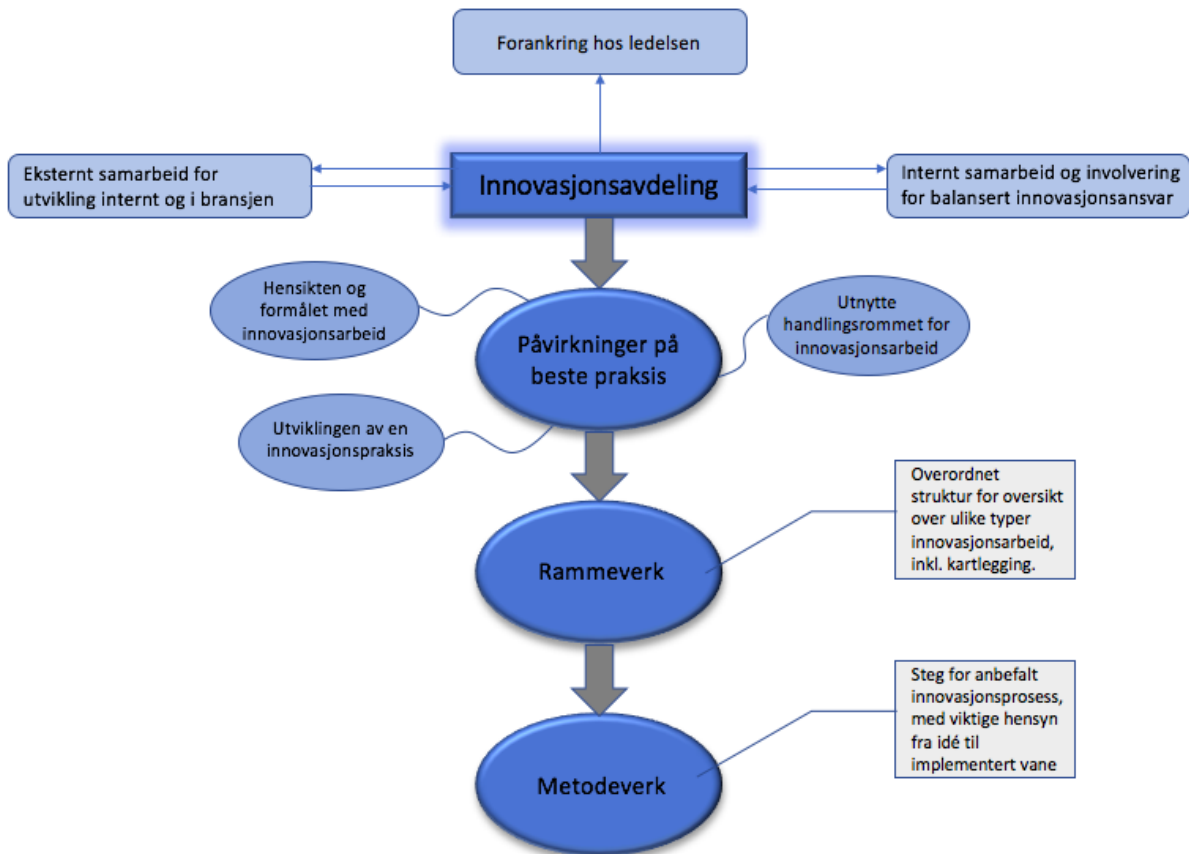 Forankring hos ledelsen
Eksternt samarbeid for
utvikling internt og i bransjen
Innovasjonsavdeling
Internt samarbeid og involvering
for balansert innovasjonsansvar
Hensikten og
formålet med
innovasjonsarbeid
Påvirkninger på
beste praksis
Utnytte
handlingsrommet for
innovasjonsarbeid
Utviklingen av en
innovasjonspraksis
Overordnet
struktur for oversikt
over ulike typer
innovasjonsarbeid,
inkl. kartlegging.
Rammeverk
Steg for anbefalt
innovasjonsprosess,
med viktige hensyn
fra idé til
implementert vane
Metodeverk